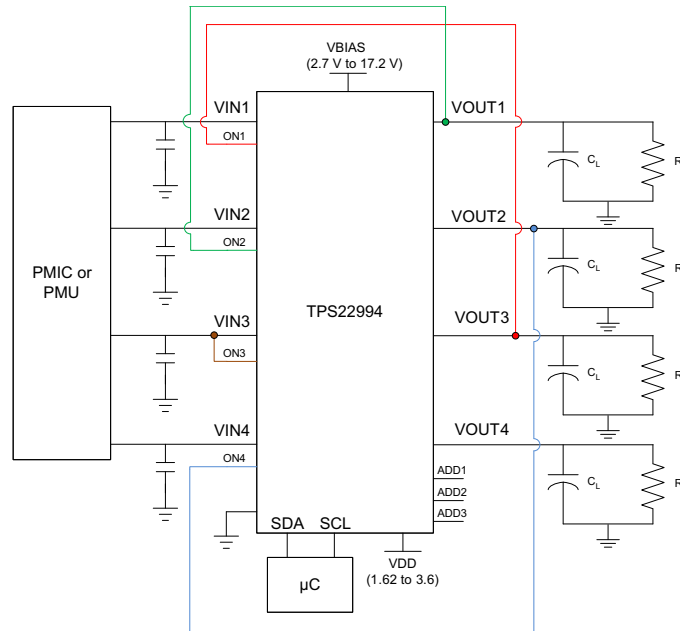 VBIAS
(2.7 V to 17.2 V)
VIN1
ON1
VOUT1
CL
R
VIN2
ON2
VOUT2
CL
R
PMIC or
PMU
TPS22994
VIN3
ON3
VOUT3
CL
R
VIN4
ON4
VOUT4
CL
R
ADD1
ADD2
ADD3
SDA
SCL
VDD
(1.62 to 3.6)
µC